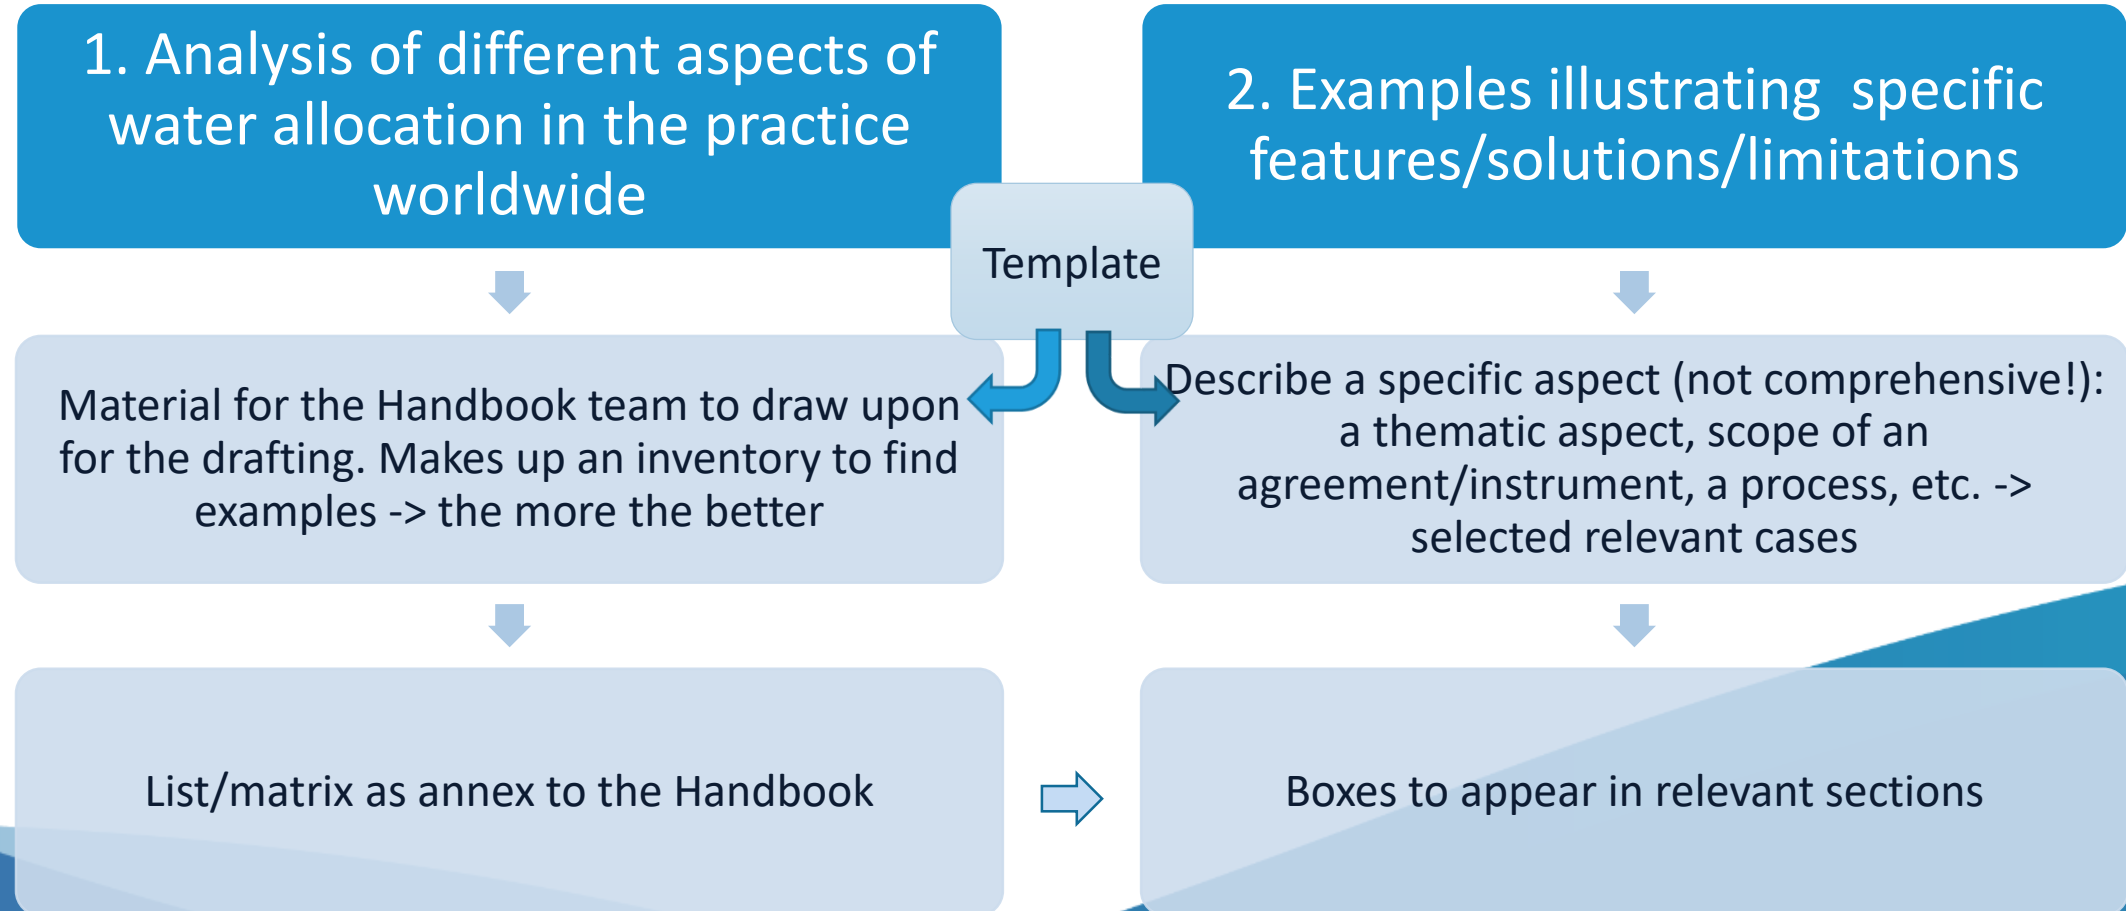 1. Analysis of different aspects of
water allocation in the practice
worldwide
2. Examples illustrating  specific
features/solutions/limitations
Template
Material for the Handbook team to draw upon
for the drafting. Makes up an inventory to find
examples -> the more the better
Describe a specific aspect (not comprehensive!):
a thematic aspect, scope of an
agreement/instrument, a process, etc. ->
selected relevant cases
List/matrix as annex to the Handbook
Boxes to appear in relevant sections